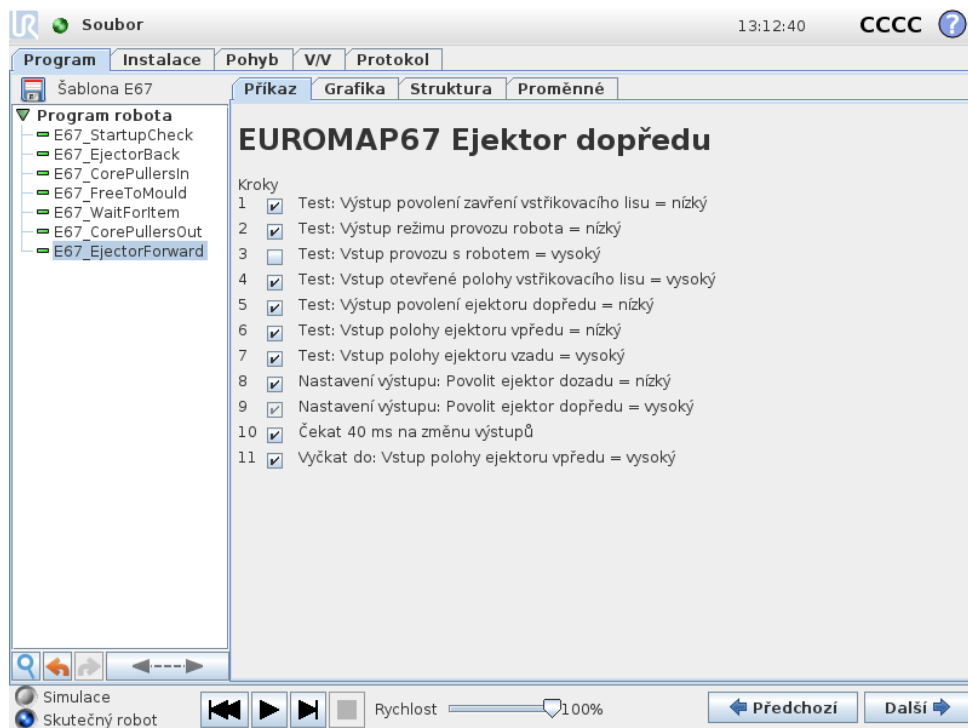 UR Soubor 13:12:40 CCCC ?
Program Instalace Pohyb V/V Protokol
Šablona E67 Příkaz Grafika Struktura Proměnné
Program robota
E67_StartupCheck
E67_EjectorBack
E67_CorePullersIn
E67_FreeToMould
E67_WaitForItem
E67_CorePullersOut
E67_EjectorForward
EUROMAP67 Ejektor dopředu
Kroky
1 Test: Výstup povolení zavření vstřikovacího lisu = nízký
2 Test: Výstup režimu provozu robota = nízký
3 Test: Vstup provozu s robotem = vysoký
4 Test: Vstup otevřené polohy vstřikovacího lisu = vysoký
5 Test: Výstup povolení ejektoru dopředu = nízký
6 Test: Vstup polohy ejektoru vpředu = nízký
7 Test: Vstup polohy ejektoru vzadu = vysoký
8 Nastavení výstupu: Povolit ejektor dozadu = nízký
9 Nastavení výstupu: Povolit ejektor dopředu = vysoký
10 Čekat 40 ms na změnu výstupů
11 Vyčkat do: Vstup polohy ejektoru vpředu = vysoký
Simulace
Skutečný robot
Rychlost 100%
Předchozí Další